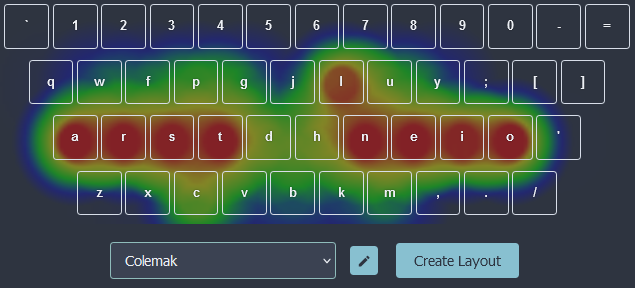 ` 1 2 3 4 5 6 7 8 9 0 - =
q w f p g j l u y ; [ ]
a r s t d h n e i o '
z x c v b k m , . /
Colemak Create Layout